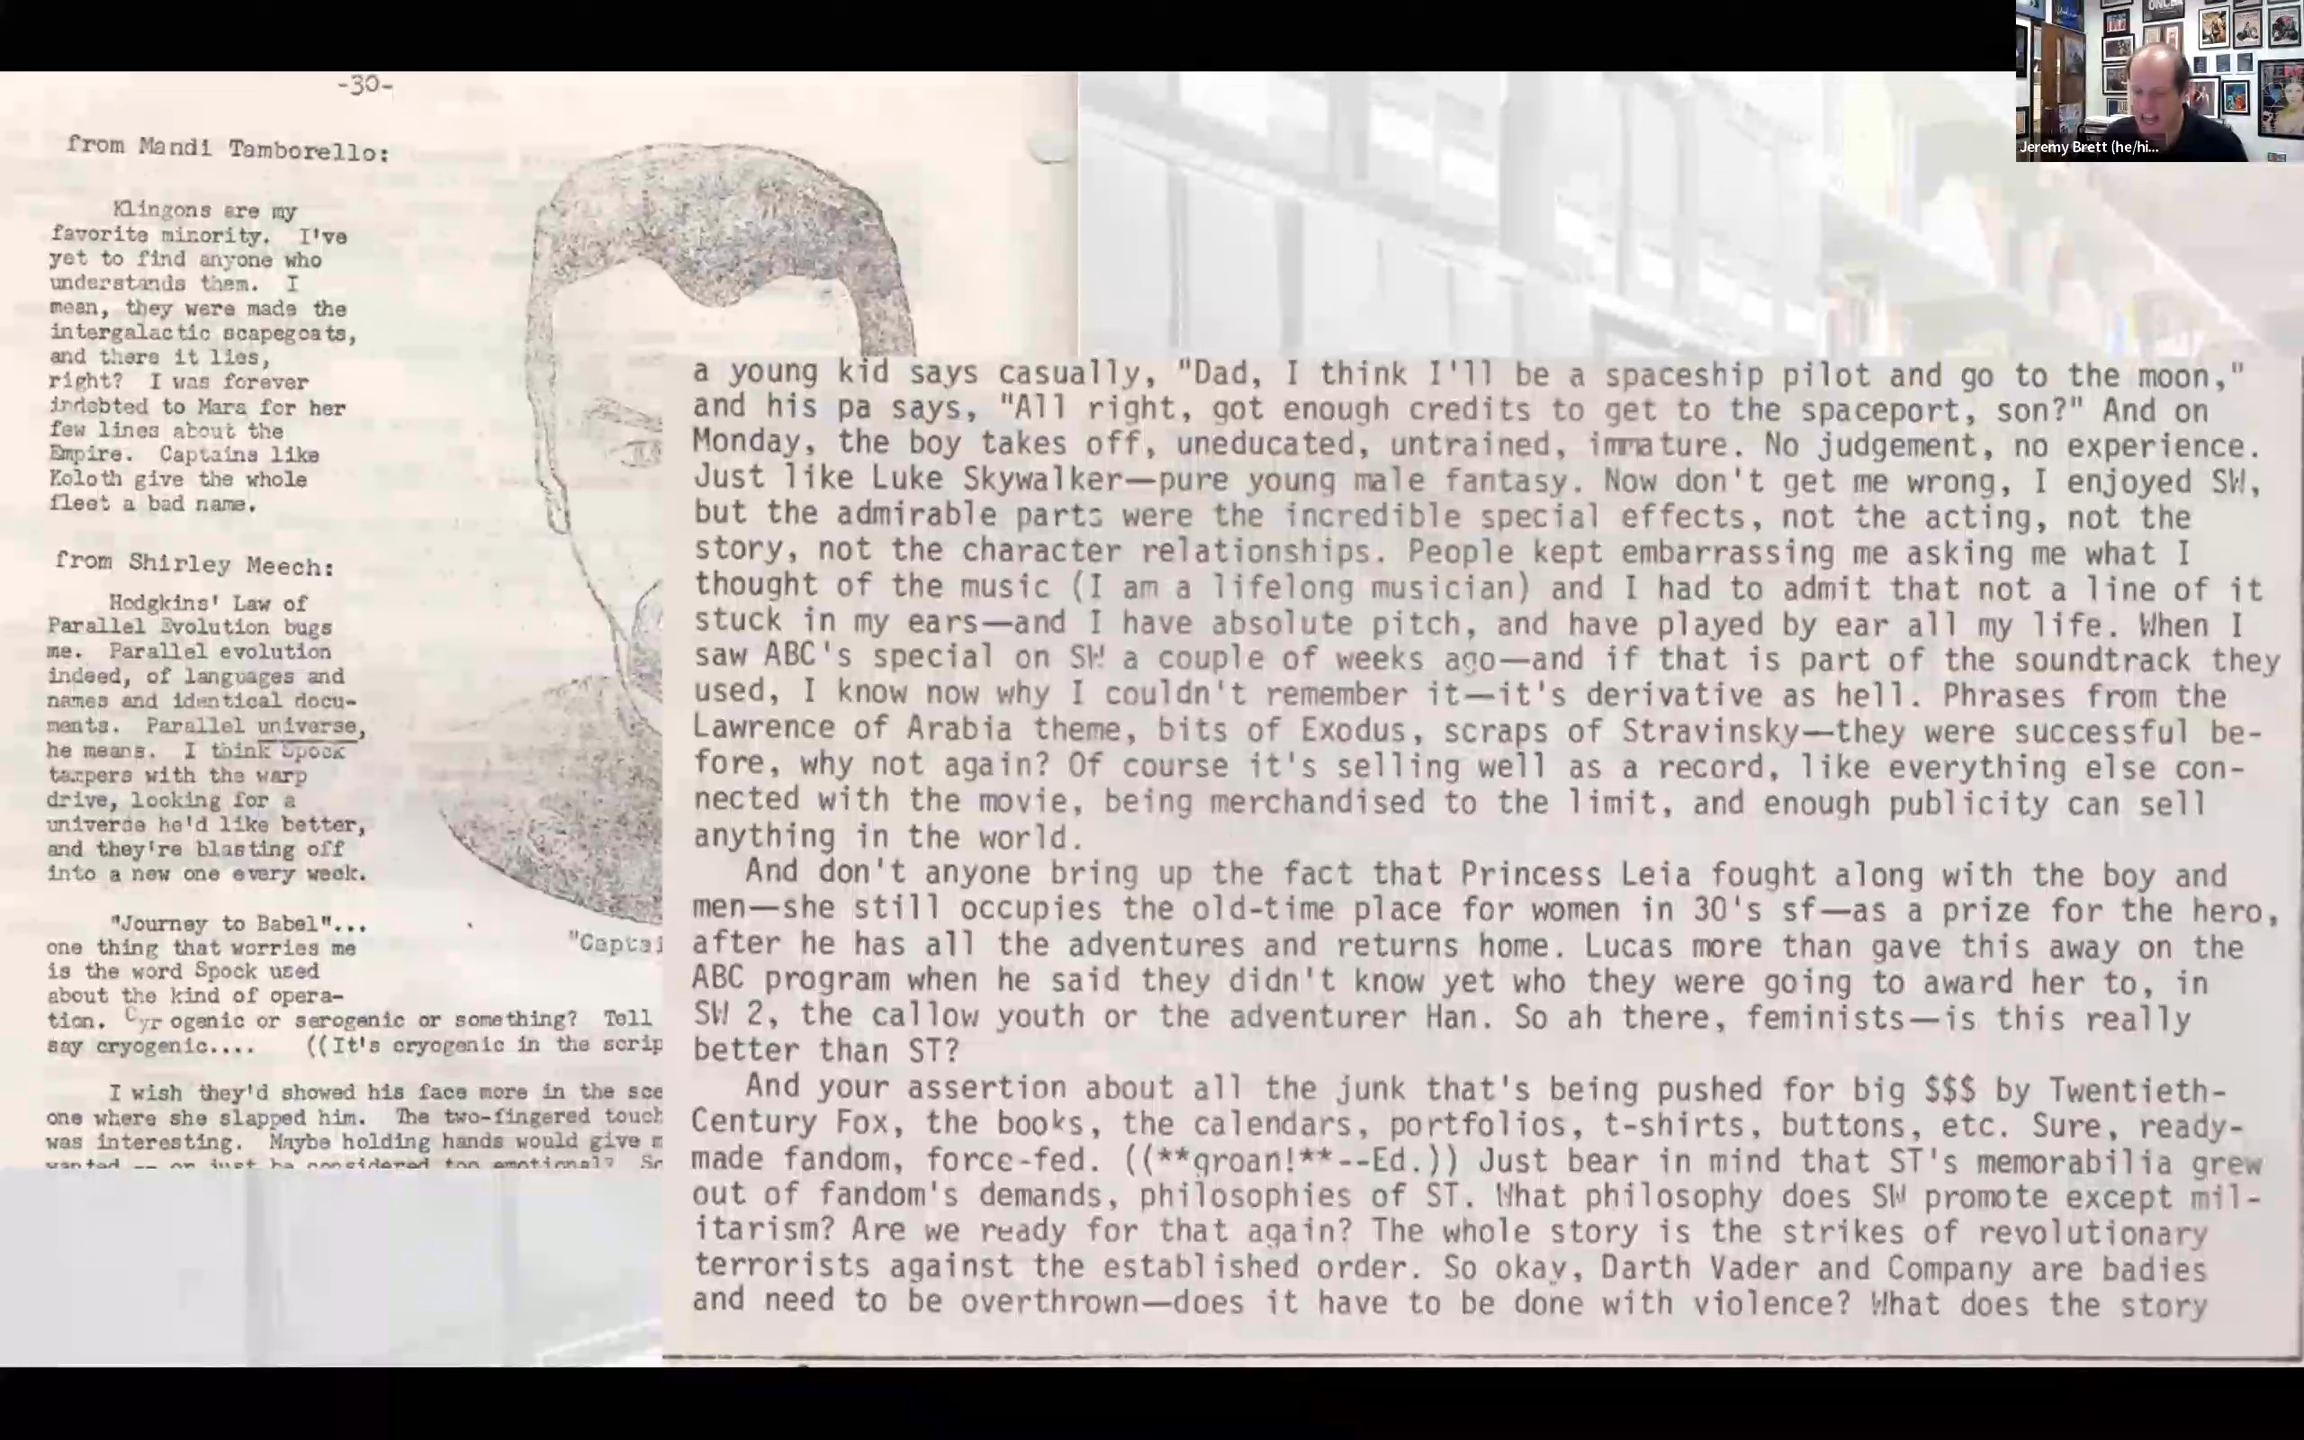 -30-
from Mandi Tamborello:
Klingons are my
favorite minority. I've
yet to find anyone who
understands them. I
mean, they were made the
intergalactic scapegoats,
and there it lies,
right? I was forever
indebted to Mara for her
few lines about the
Empire. Captains like
Koloth give the whole
fleet a bad name.
from Shirley Meech:
Hodgkins' Law of
Parallel Evolution bugs
me. Parallel evolution
indeed, of languages and
names and identical docu-
ments. Parallel universe,
he means. I think Spock
tampers with the warp
drive, looking for a
universe he'd like better,
and they're blasting off
into a new one every week.
"Journey to Babel"...
one thing that worries me
is the word Spock used
about the kind of opera-
tion. Cyrogenic or serogenic or something? Tell
say cryogenic.... ((It's cryogenic in the scrip
I wish they'd showed his face more in the sce
one where she slapped him. The two-fingered touch
was interesting. Maybe holding hands would give m
wanted -- or just be considered too emotional? So
"Captai
a young kid says casually, "Dad, I think I'll be a spaceship pilot and go to the moon,"
and his pa says, "All right, got enough credits to get to the spaceport, son?" And on
Monday, the boy takes off, uneducated, untrained, immature. No judgement, no experience.
Just like Luke Skywalker—pure young male fantasy. Now don't get me wrong, I enjoyed SW,
but the admirable parts were the incredible special effects, not the acting, not the
story, not the character relationships. People kept embarrassing me asking me what I
thought of the music (I am a lifelong musician) and I had to admit that not a line of it
stuck in my ears—and I have absolute pitch, and have played by ear all my life. When I
saw ABC's special on SW a couple of weeks ago—and if that is part of the soundtrack they
used, I know now why I couldn't remember it—it's derivative as hell. Phrases from the
Lawrence of Arabia theme, bits of Exodus, scraps of Stravinsky—they were successful be-
fore, why not again? Of course it's selling well as a record, like everything else con-
nected with the movie, being merchandised to the limit, and enough publicity can sell
anything in the world.
And don't anyone bring up the fact that Princess Leia fought along with the boy and
men—she still occupies the old-time place for women in 30's sf—as a prize for the hero,
after he has all the adventures and returns home. Lucas more than gave this away on the
ABC program when he said they didn't know yet who they were going to award her to, in
SW 2, the callow youth or the adventurer Han. So ah there, feminists—is this really
better than ST?
And your assertion about all the junk that's being pushed for big $$$ by Twentieth-
Century Fox, the books, the calendars, portfolios, t-shirts, buttons, etc. Sure, ready-
made fandom, force-fed. ((**groan!**--Ed.)) Just bear in mind that ST's memorabilia grew
out of fandom's demands, philosophies of ST. What philosophy does SW promote except mil-
itarism? Are we ready for that again? The whole story is the strikes of revolutionary
terrorists against the established order. So okay, Darth Vader and Company are badies
and need to be overthrown—does it have to be done with violence? What does the story
Jeremy Brett (he/hi...